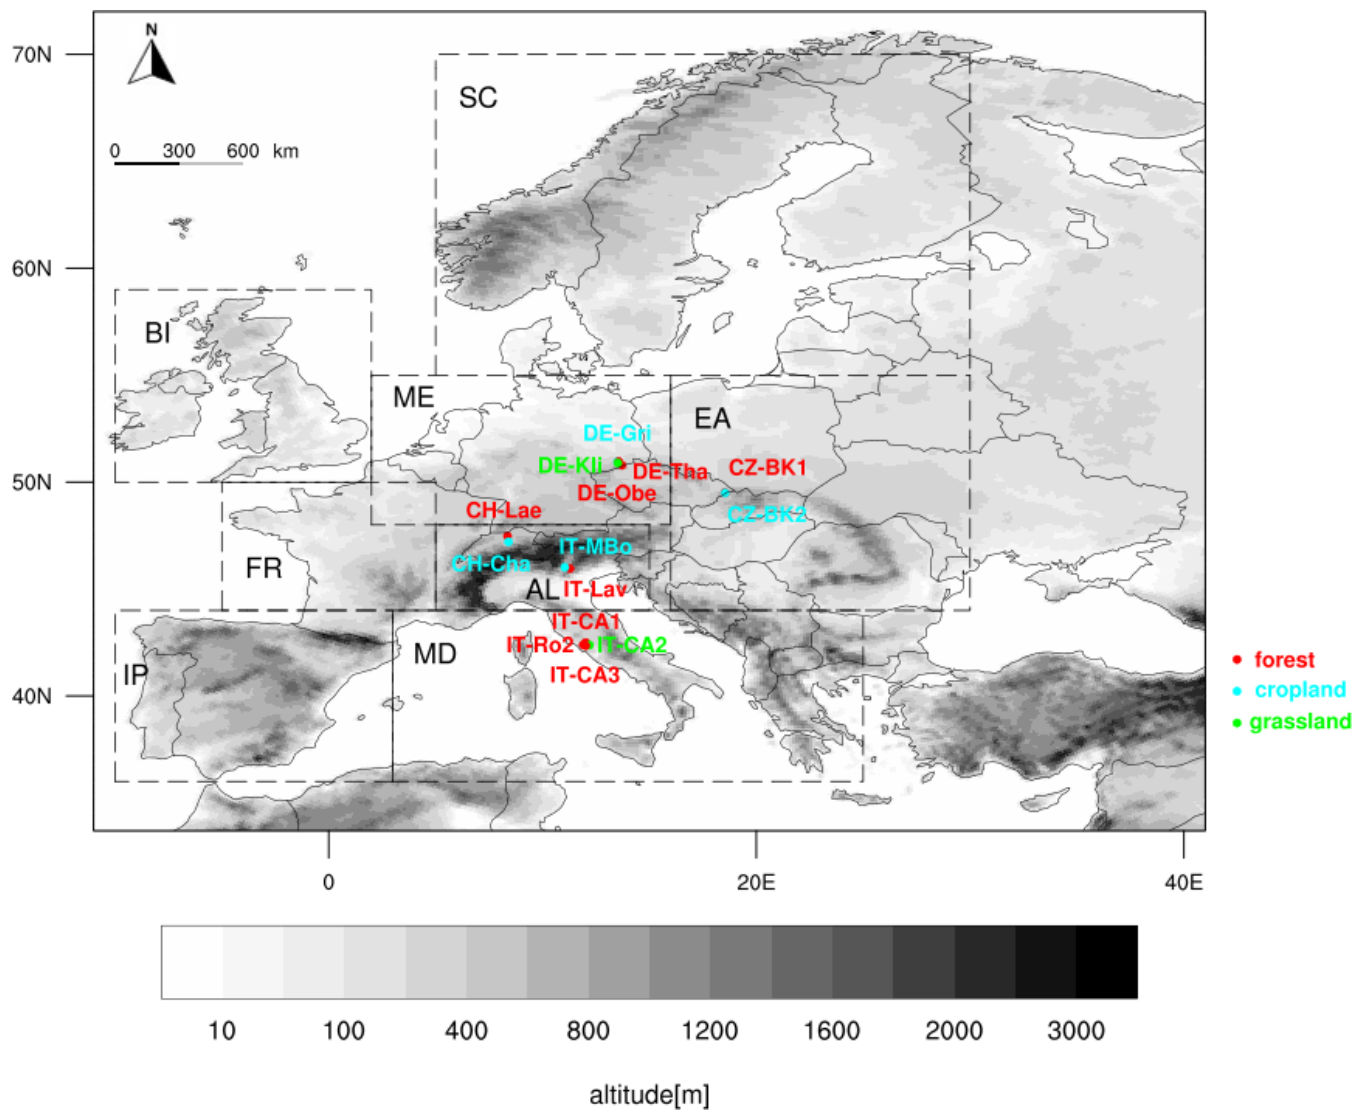 N
70N
SC
0 300 600 km
60N
BI
ME
EA
DE-Gri
DE-Kli
DE-Tha
CZ-BK1
50N
DE-Obe
CH-Lae
CZ-BK2
IT-MBo
CH-Cha
FR
AL
IT-Lav
IT-CA1
IT-Ro2
IT-CA2
MD
forest
IP
IT-CA3
cropland
40N
grassland
0 20E 40E
10 100 400 800 1200 1600 2000 3000
altitude[m]